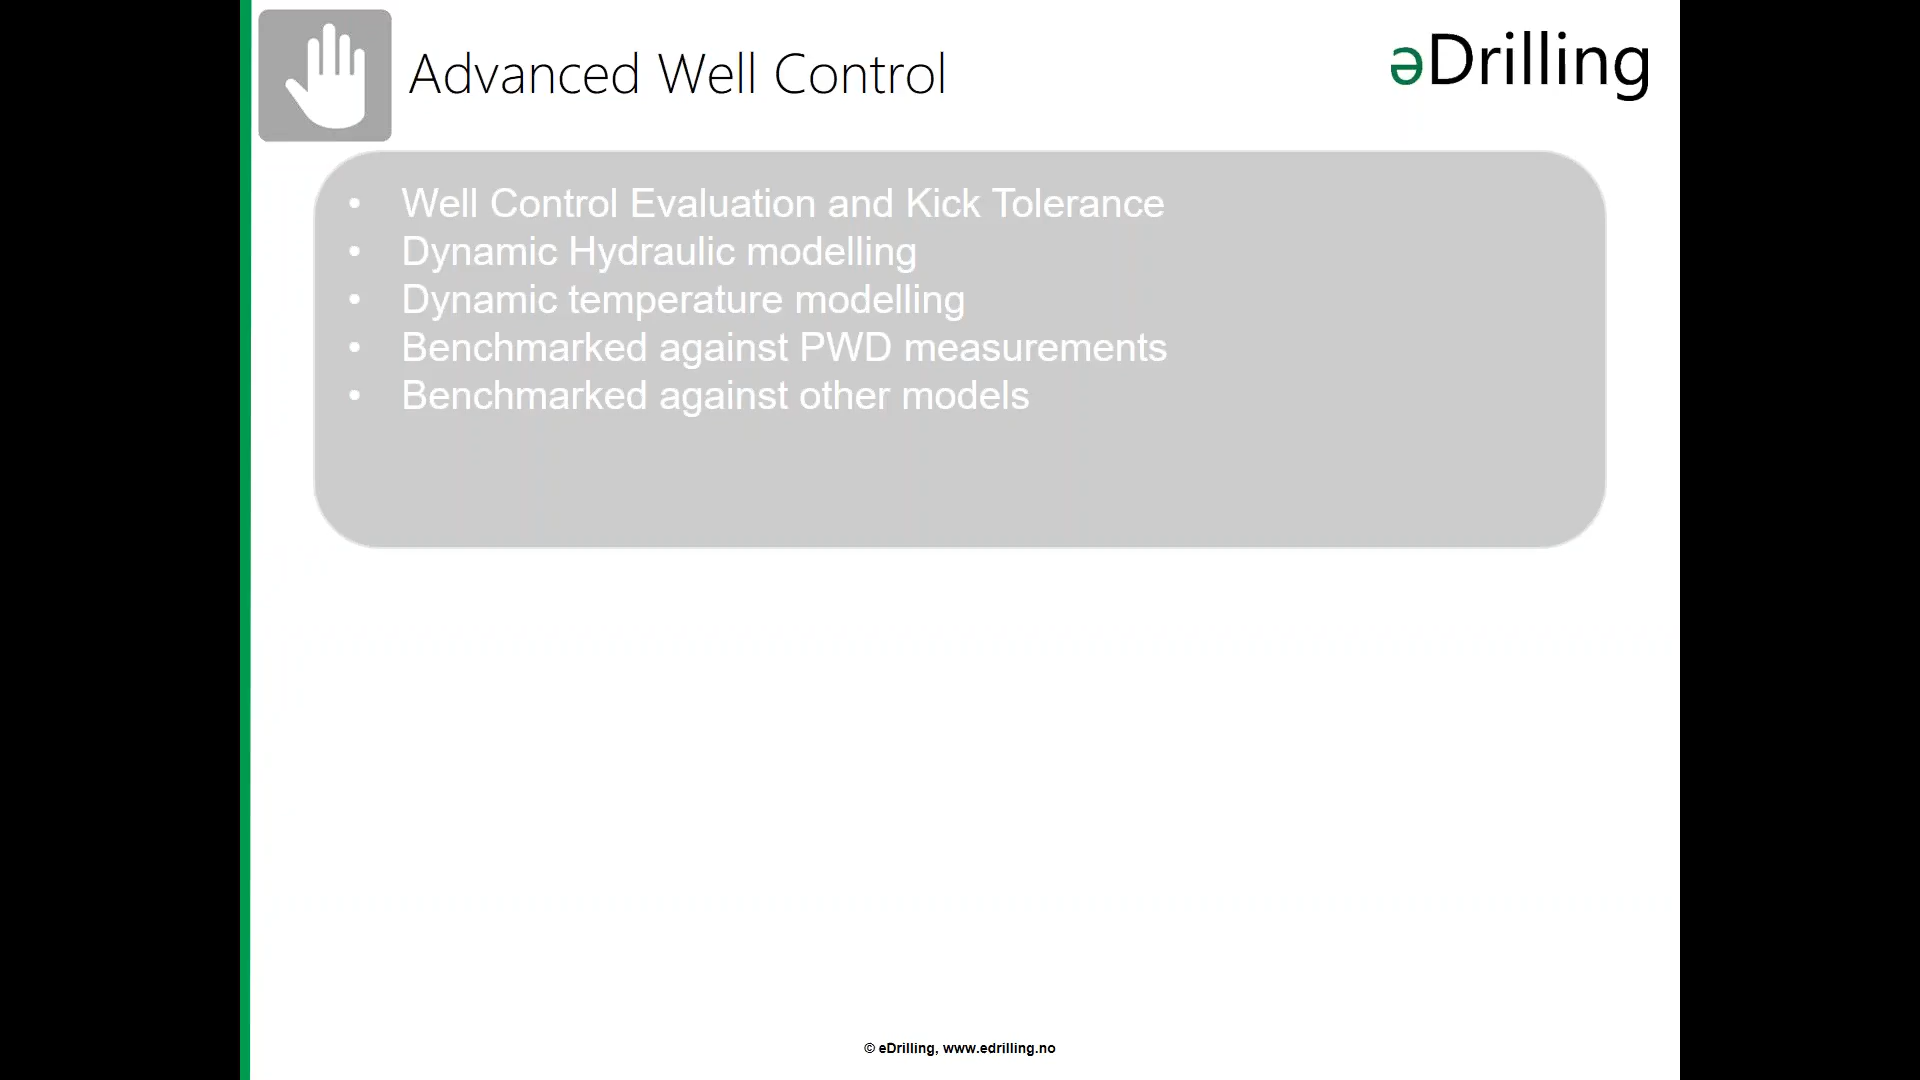 Advanced Well Control
əDrilling
• Well Control Evaluation and Kick Tolerance
• Dynamic Hydraulic modelling
• Dynamic temperature modelling
• Benchmarked against PWD measurements
• Benchmarked against other models
© eDrilling, www.edrilling.no